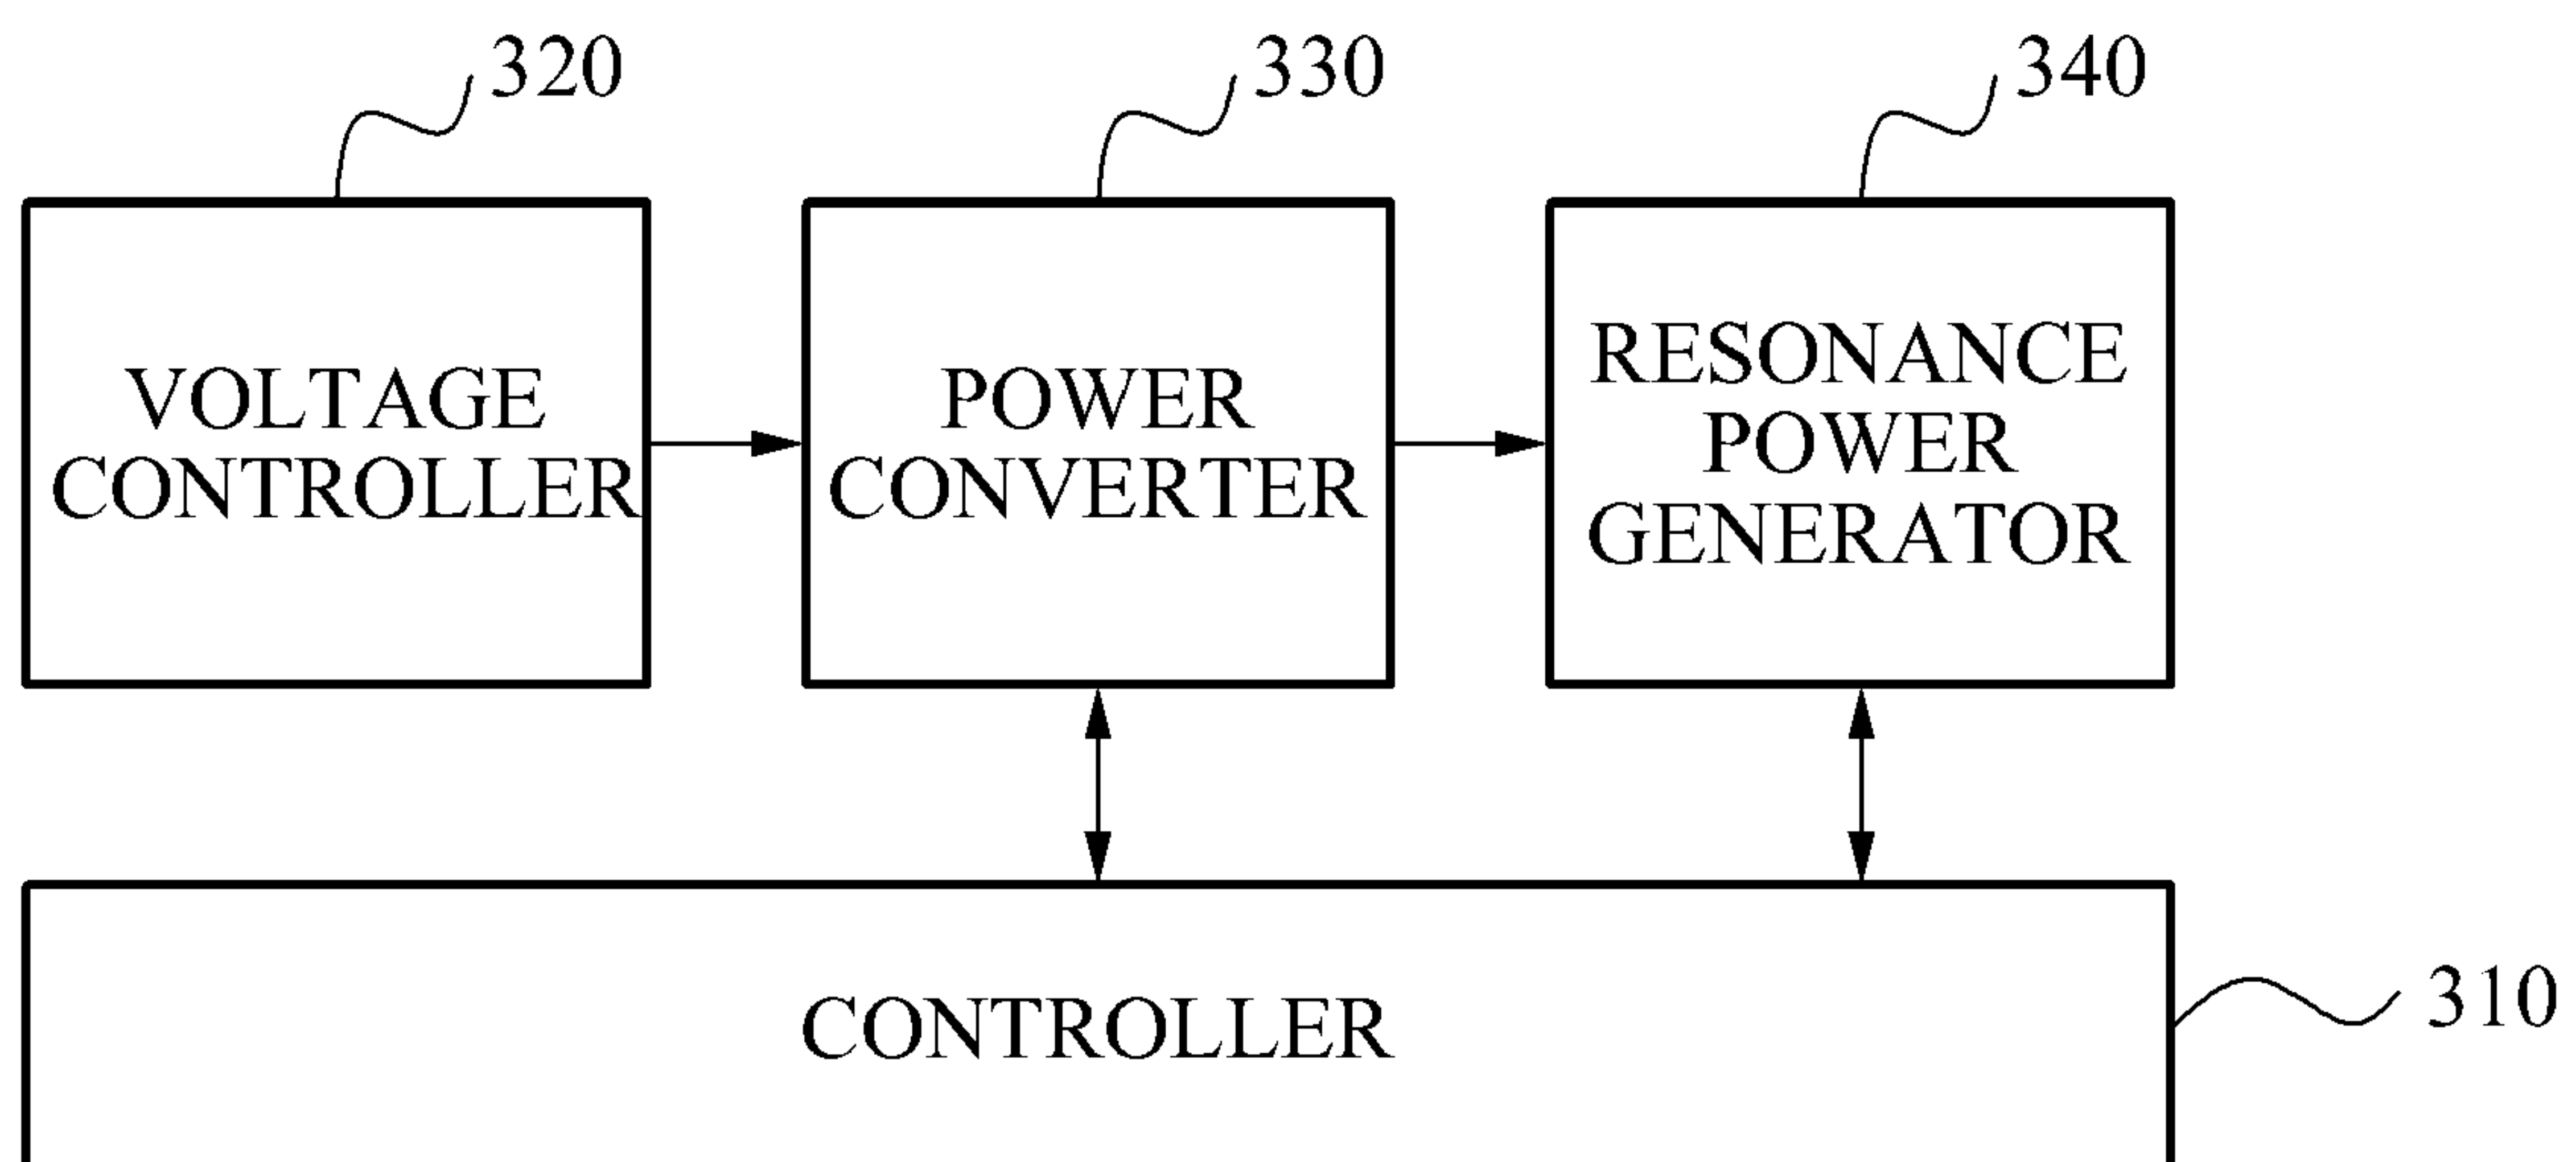 320
330
340
VOLTAGE
CONTROLLER
POWER
CONVERTER
RESONANCE
POWER
GENERATOR
CONTROLLER
310